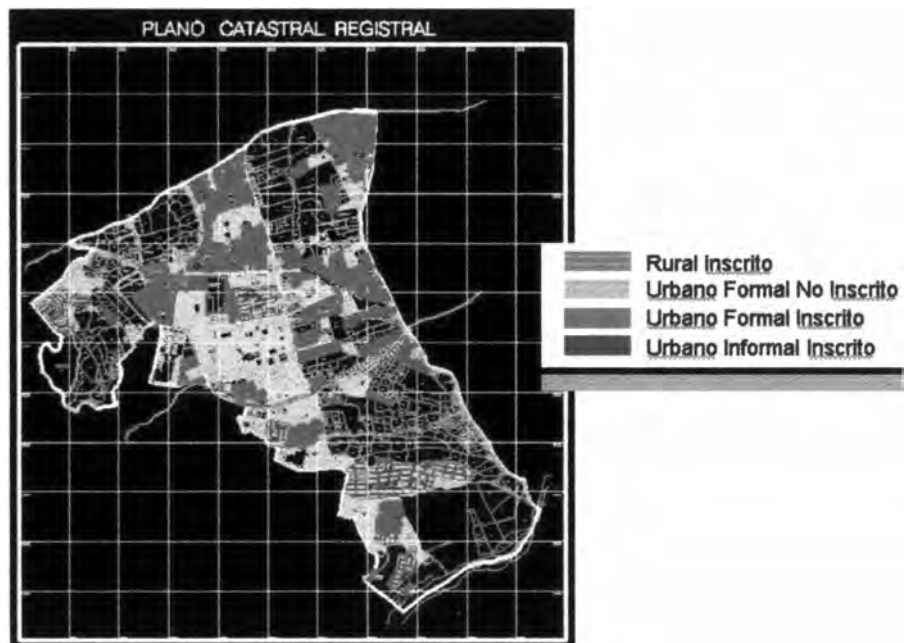 PLANO CATASTRAL REGISTRAL
Rural Inscrito
Urbano Formal No Inscrito
Urbano Formal Inscrito
Urbano Informal Inscrito